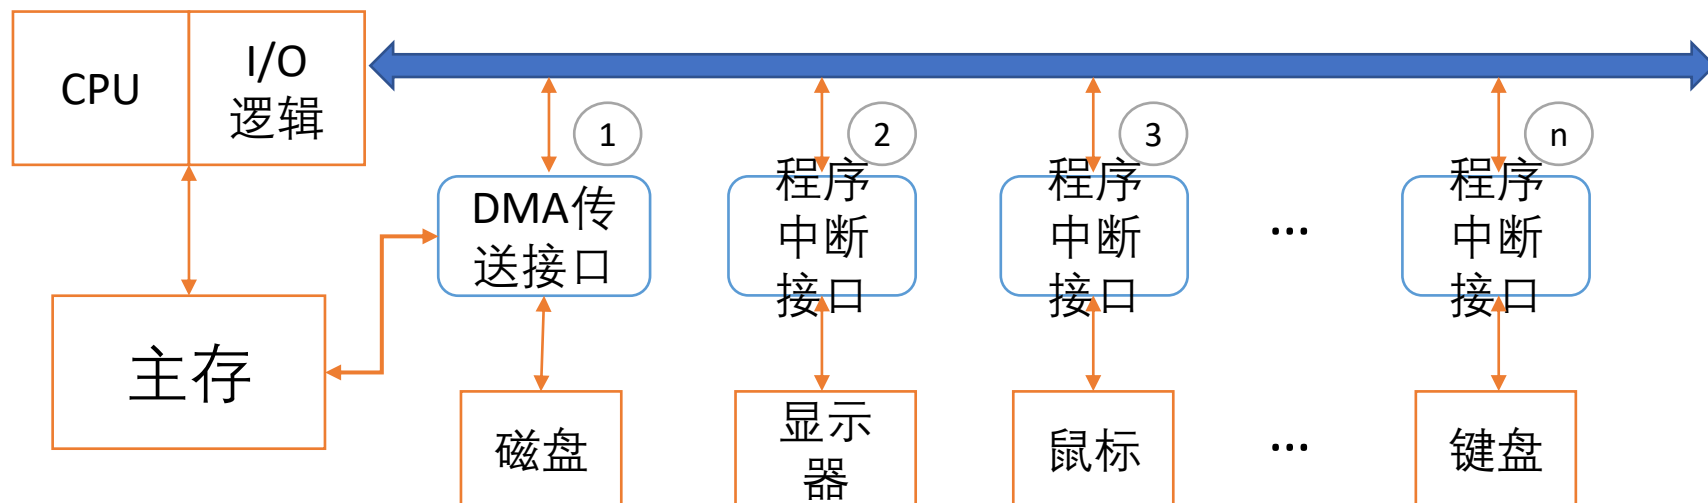 CPU
I/O
逻辑
1
2
3
n
DMA传
送接口
程序
中断
接口
程序
中断
接口
...
程序
中断
接口
主存
磁盘
显示
器
鼠标
...
键盘